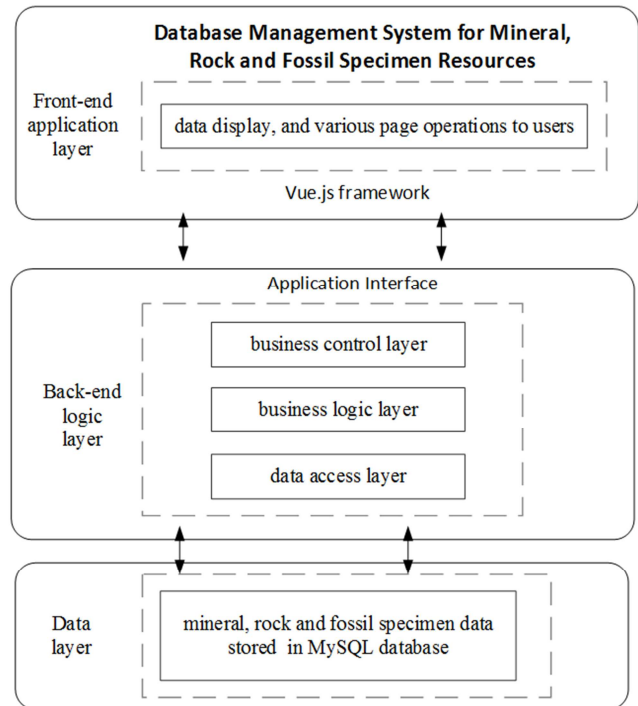 Database Management System for Mineral,
Rock and Fossil Specimen Resources
Front-end
application
layer
data display, and various page operations to users
Vue.js framework
Application Interface
Back-end
logic
layer
business control layer
business logic layer
data access layer
Data
layer
mineral, rock and fossil specimen data
stored in MySQL database